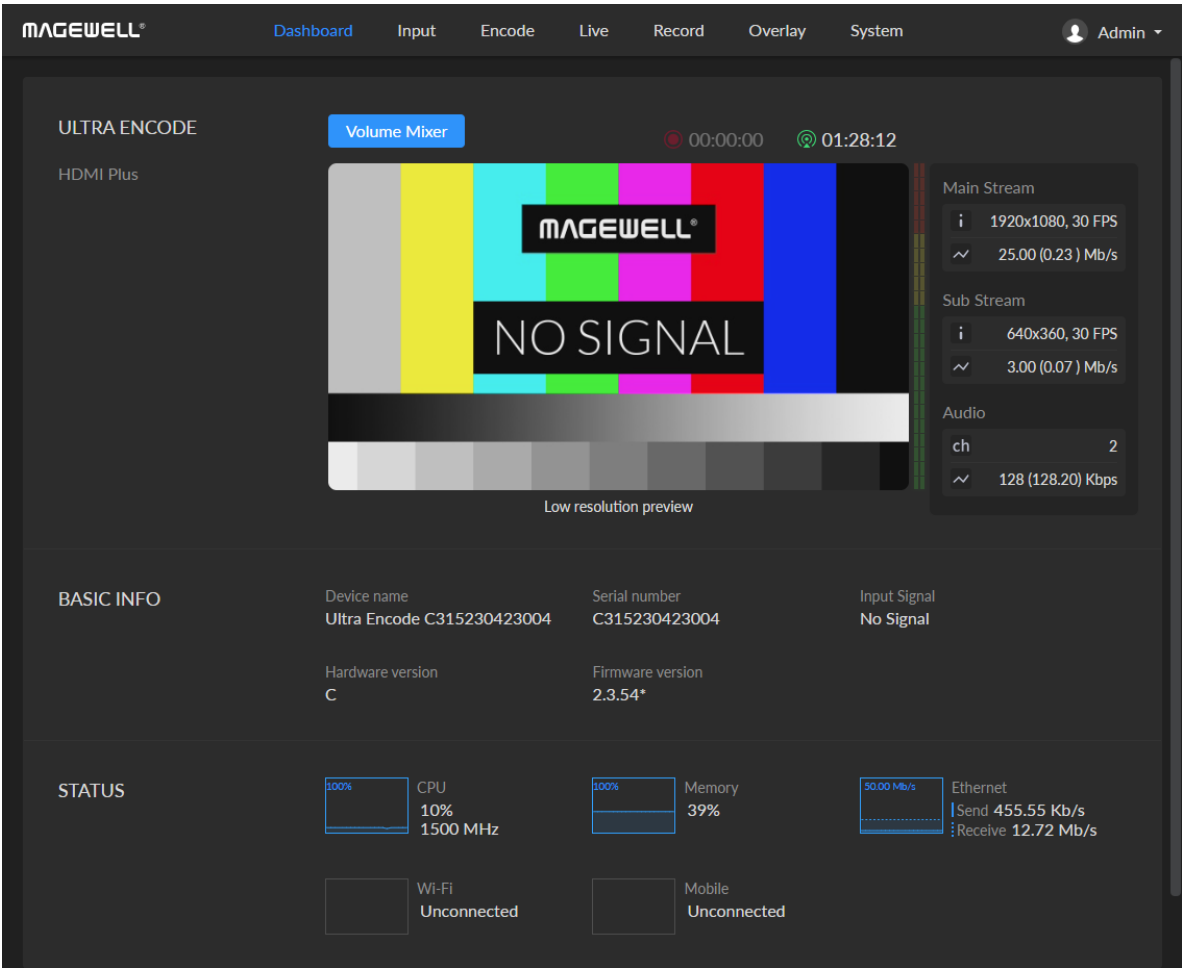 MAGEWELL®
Dashboard Input Encode Live Record Overlay System Admin
ULTRA ENCODE
HDMI Plus
Volume Mixer
00:00:00 01:28:12
MAGEWELL®
NO SIGNAL
Low resolution preview
Main Stream
i 1920x1080, 30 FPS
25.00 (0.23 ) Mb/s
Sub Stream
i 640x360, 30 FPS
3.00 (0.07 ) Mb/s
Audio
ch 2
128 (128.20) Kbps
BASIC INFO
Device name
Ultra Encode C315230423004
Serial number
C315230423004
Input Signal
No Signal
Hardware version
C
Firmware version
2.3.54*
STATUS
100%
CPU
10%
1500 MHz
100%
Memory
39%
50.00 Mb/s
Ethernet
Send 455.55 Kb/s
Receive 12.72 Mb/s
Wi-Fi
Unconnected
Mobile
Unconnected